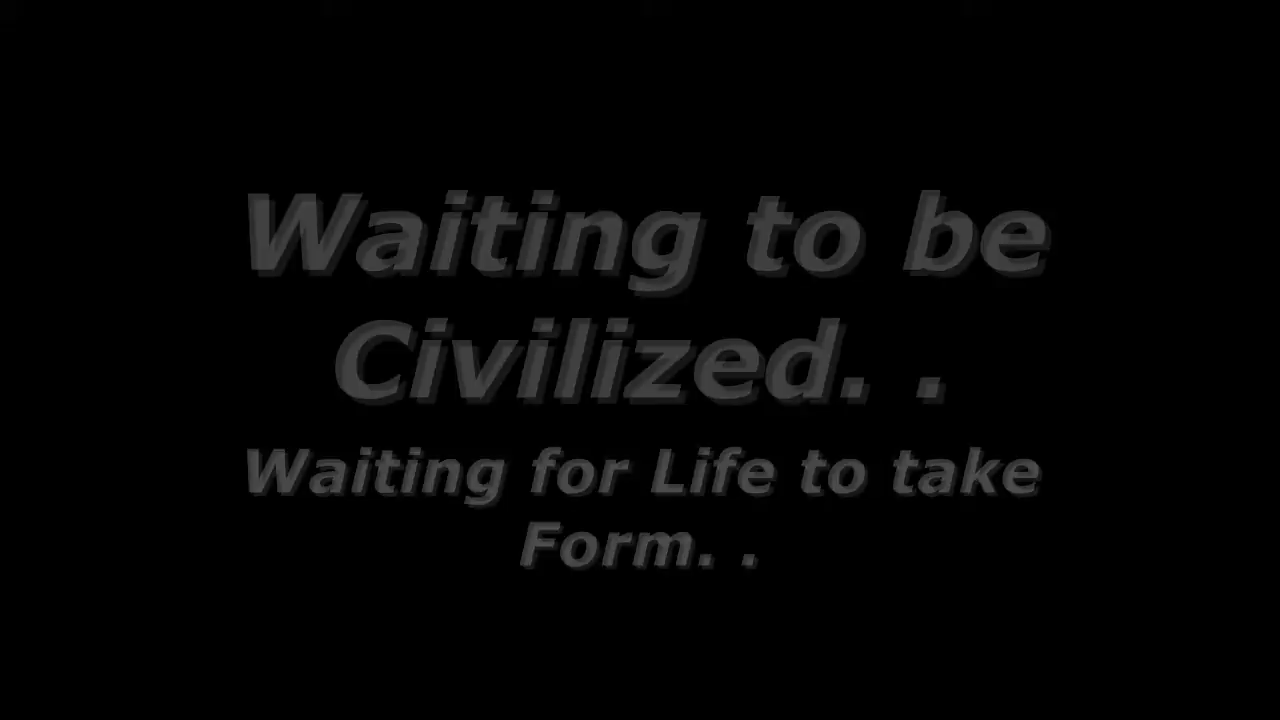 Waiting to be
Civilized. .
Waiting for Life to take
Form. .